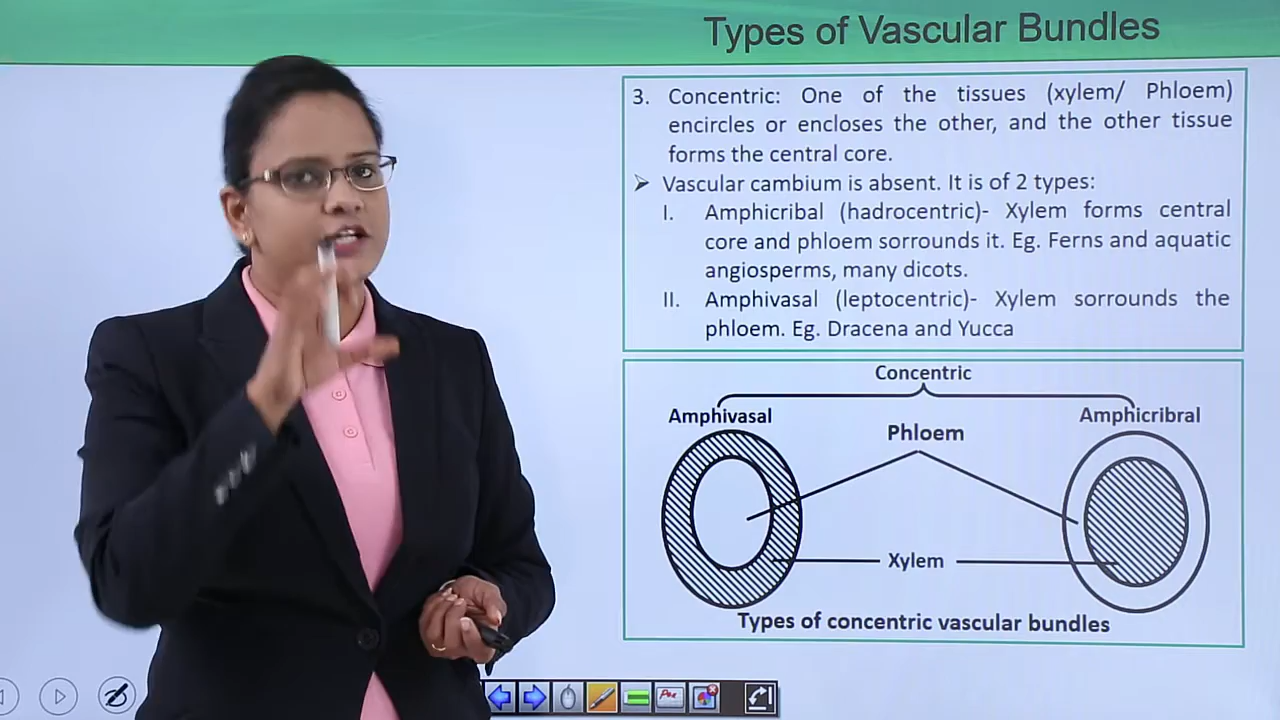 Types of Vascular Bundles
3. Concentric: One of the tissues (xylem/ Phloem)
encircles or encloses the other, and the other tissue
forms the central core.
➤ Vascular cambium is absent. It is of 2 types:
I. Amphicribal (hadrocentric)- Xylem forms central
core and phloem sorrounds it. Eg. Ferns and aquatic
angiosperms, many dicots.
II. Amphivasal (leptocentric)- Xylem sorrounds the
phloem. Eg. Dracena and Yucca
Concentric
Amphivasal
Amphicribral
Phloem
Xylem
Types of concentric vascular bundles